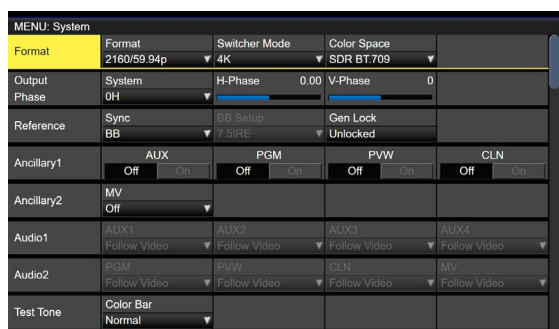 MENU: System
Format Format Switcher Mode Color Space
2160/59.94p 4K SDR BT.709
Output Phase System H-Phase 0.00 V-Phase 0
0H
Reference Sync BB Setup Gen Lock
BB 7.5IRE Unlocked
Ancillary1 AUX PGM PVW CLN
Off On Off On Off On Off On
Ancillary2 MV
Off
Audio1 AUX1 AUX2 AUX3 AUX4
Follow Video Follow Video Follow Video Follow Video
Audio2 PGM PVW CLN MV
Follow Video Follow Video Follow Video Follow Video
Test Tone Color Bar
Normal